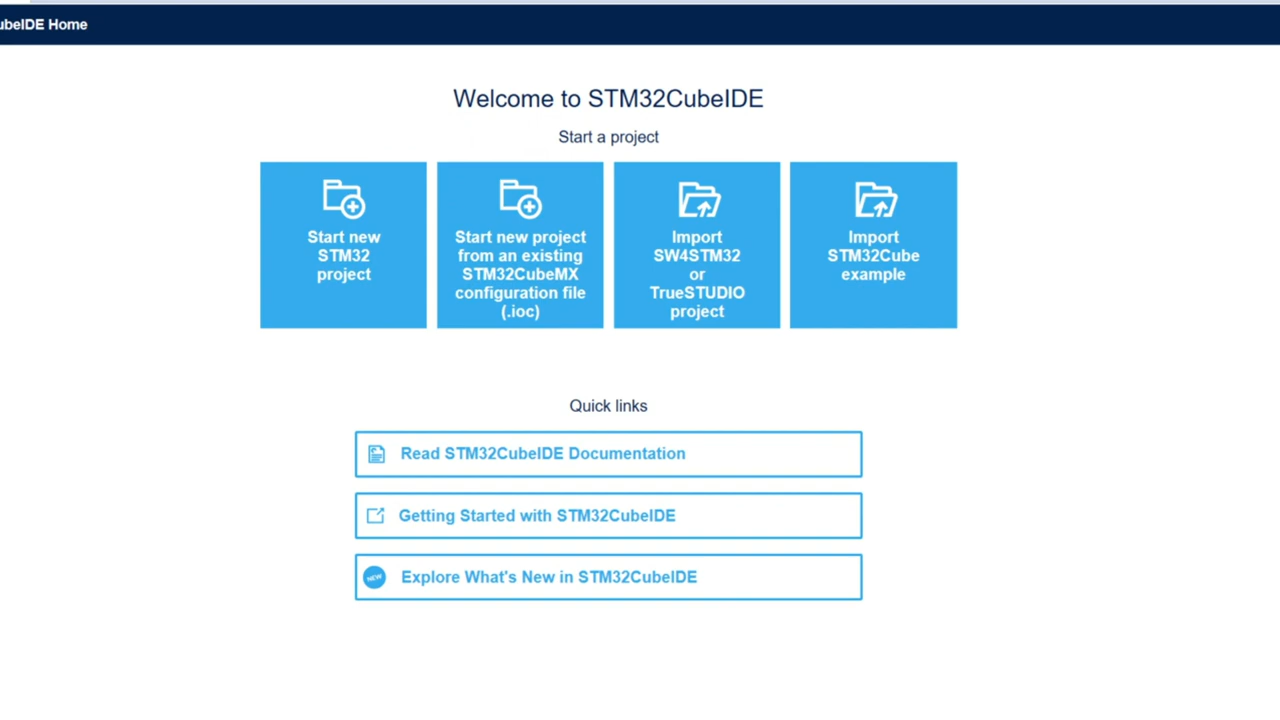 ubeIDE Home
Welcome to STM32CubeIDE
Start a project
Start new
STM32
project
Start new project
from an existing
STM32CubeMX
configuration file
(.ioc)
Import
SW4STM32
or
TrueSTUDIO
project
Import
STM32Cube
example
Quick links
Read STM32CubeIDE Documentation
Getting Started with STM32CubeIDE
NEW
Explore What's New in STM32CubeIDE